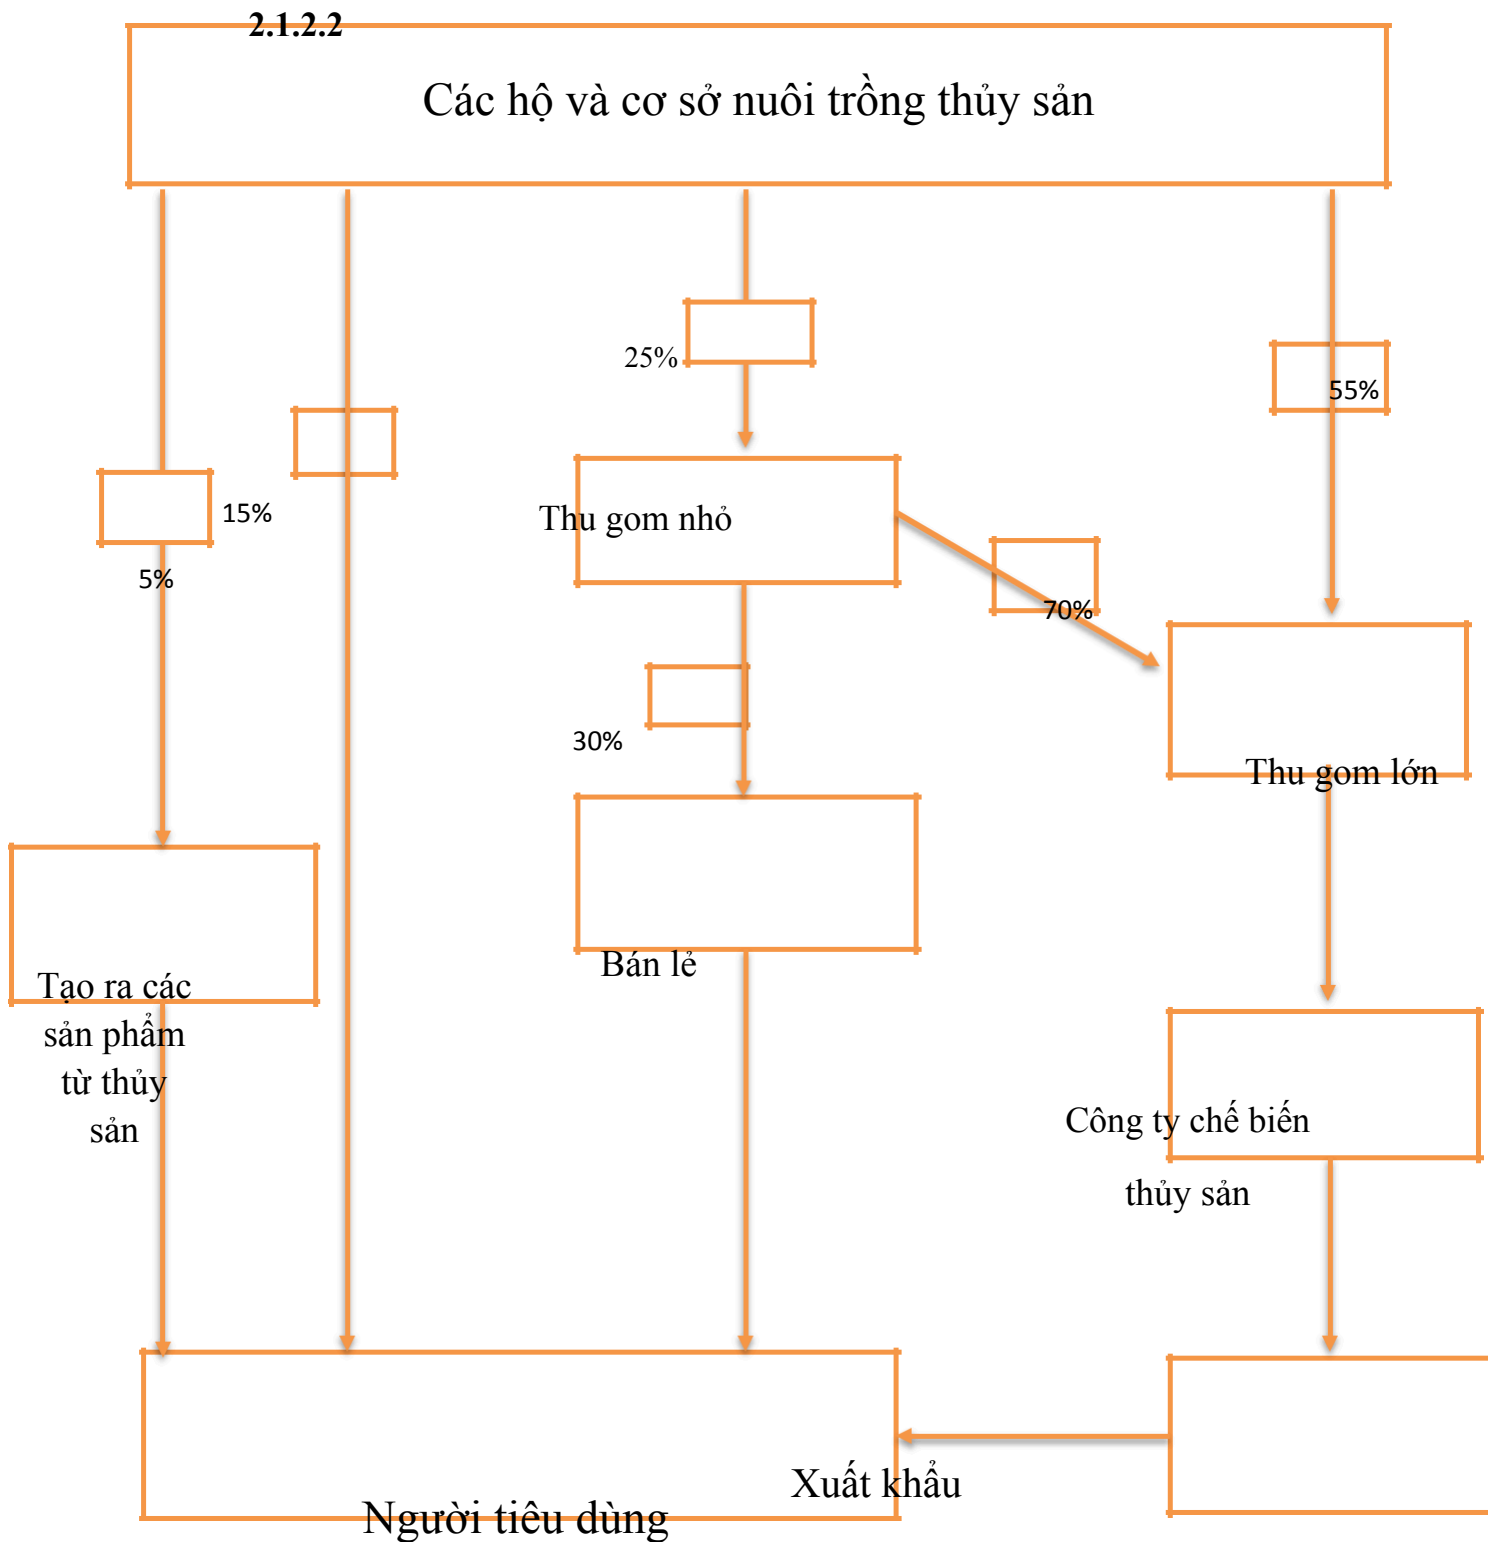 2.1.2.2
Các hộ và cơ sở nuôi trồng thủy sản
25%
55%
15%
Thu gom nhỏ
5%
70%
30%
Thu gom lớn
Bán lẻ
Tạo ra các
sản phẩm
từ thủy
sản
Công ty chế biến
thủy sản
Xuất khẩu
Người tiêu dùng